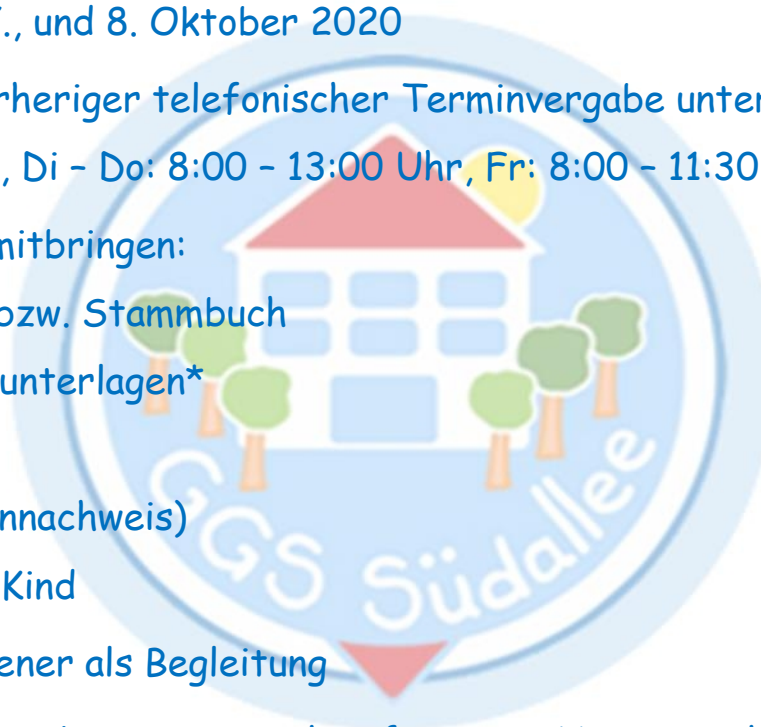 ., und 8. Oktober 2020
rheriger telefonischer Terminvergabe unter
, Di – Do: 8:00 – 13:00 Uhr, Fr: 8:00 – 11:30
mitbringen:
bzw. Stammbuch
unterlagen*
nnachweis)
Kind
ener als Begleitung
GGS Südallee